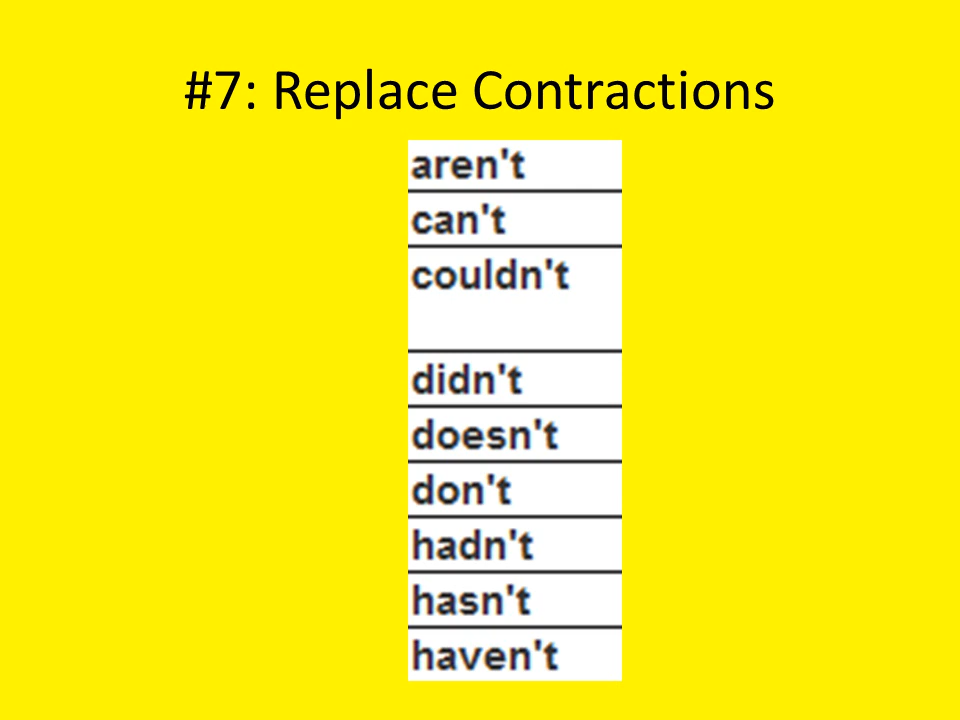 #7: Replace Contractions
aren't
can't
couldn't
didn't
doesn't
don't
hadn't
hasn't
haven't